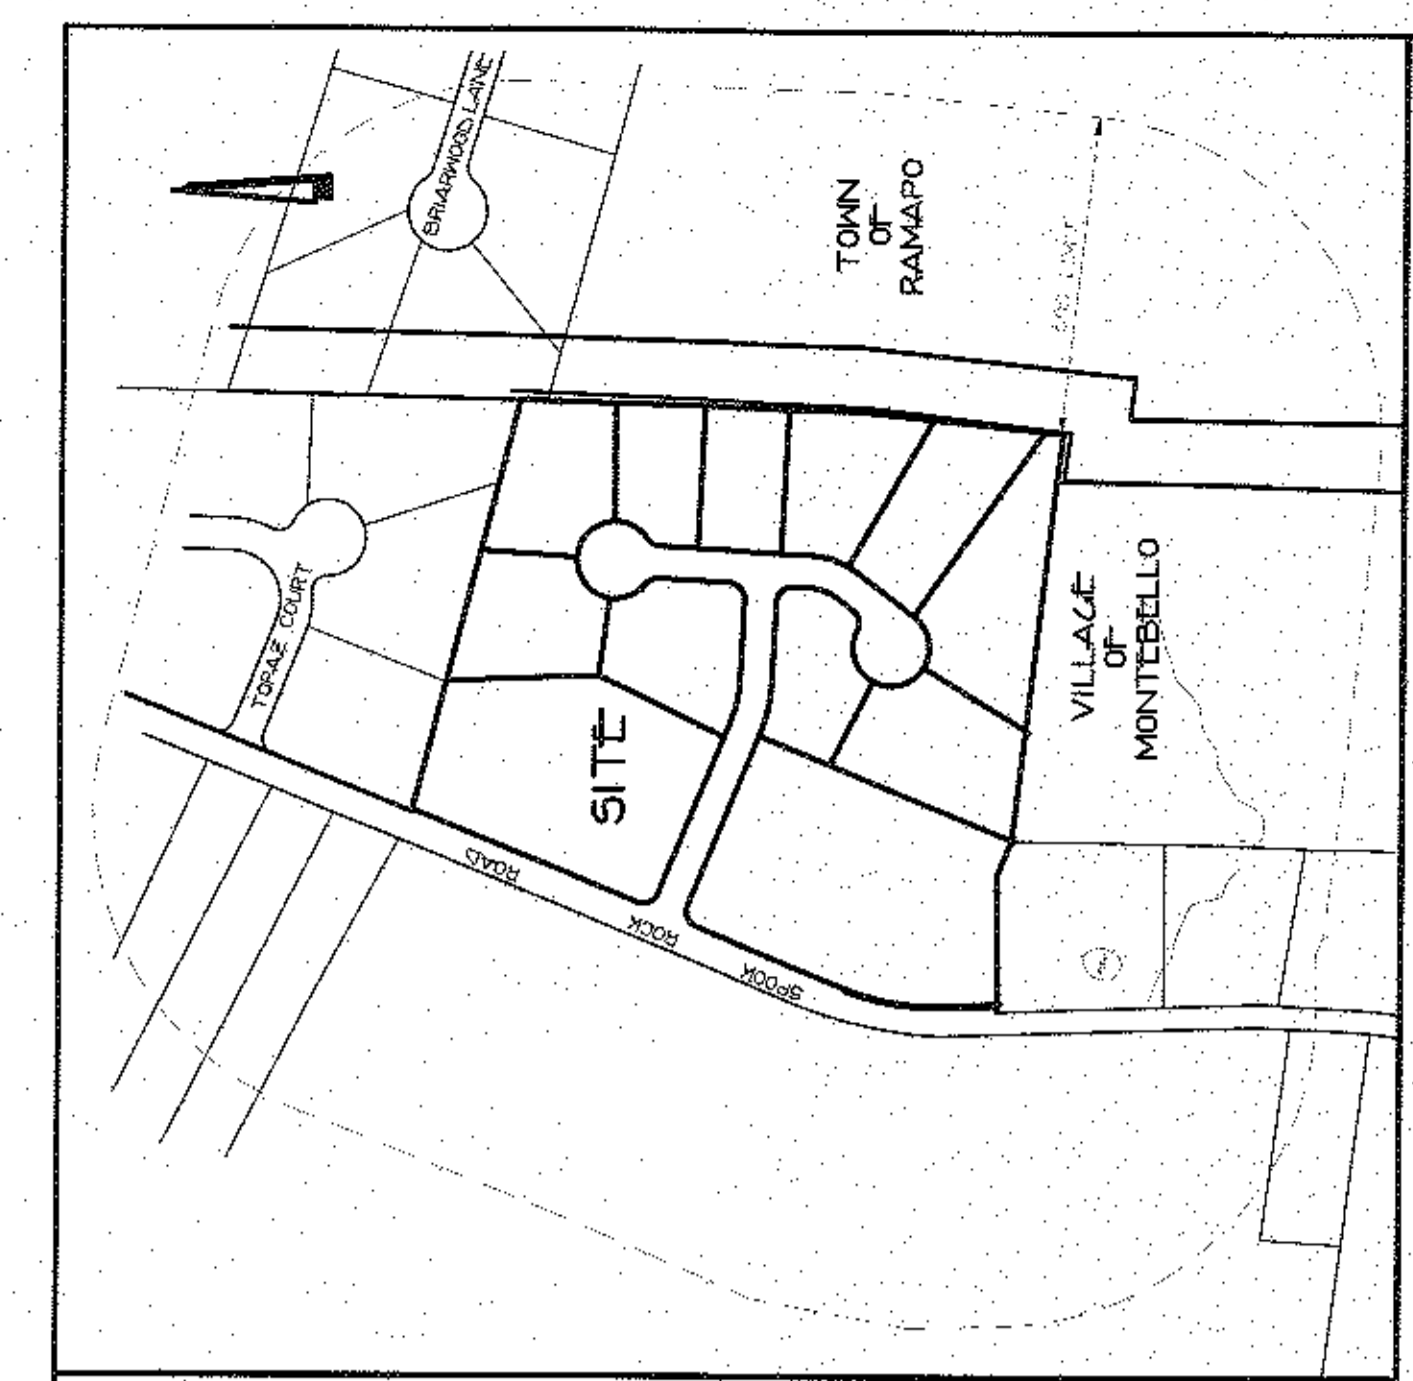 BRIARWOOD LANE
TOWN
OF
RAMAPO
TOPAZ COURT
SITE
VILLAGE
OF
MONTEBELLO
SPOOK ROCK ROAD